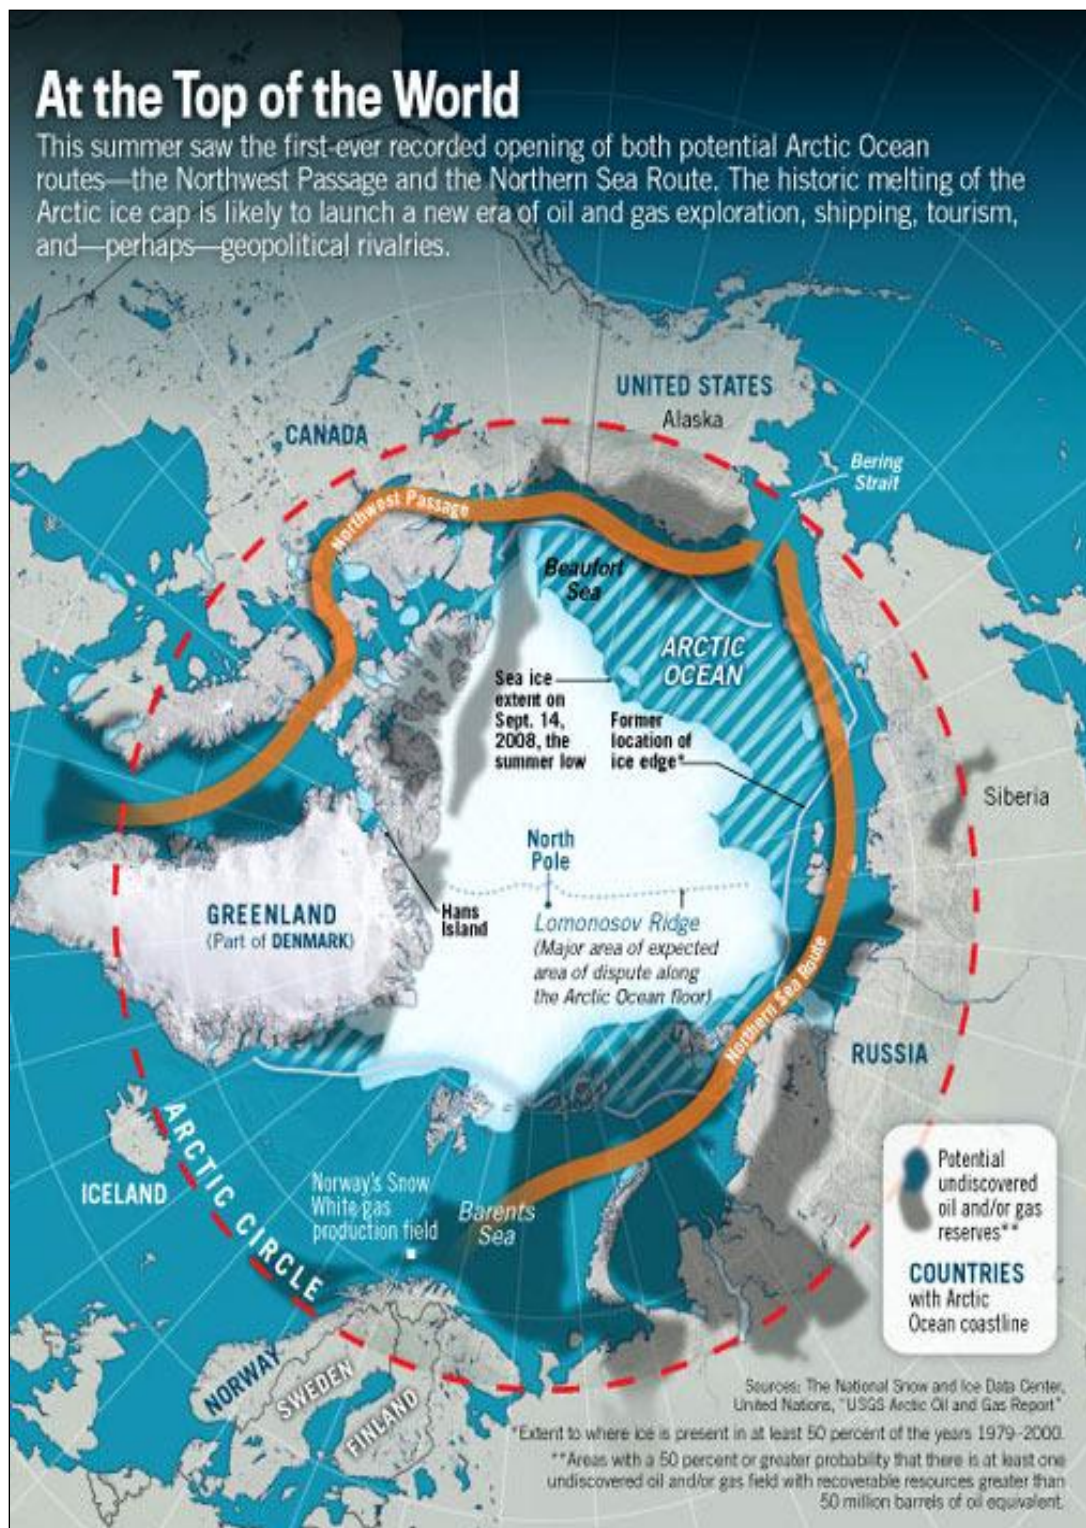 At the Top of the World
This summer saw the first-ever recorded opening of both potential Arctic Ocean
routes—the Northwest Passage and the Northern Sea Route. The historic melting of the
Arctic ice cap is likely to launch a new era of oil and gas exploration, shipping, tourism,
and—perhaps—geopolitical rivalries.
UNITED STATES
Alaska
CANADA
Bering
Strait
Northwest Passage
Beaufort
Sea
ARCTIC
OCEAN
Sea ice
extent on
Sept. 14,
2008, the
summer low
Former
location of
ice edge*
Siberia
North
Pole
GREENLAND
(Part of DENMARK)
Hans
Island
Lomonosov Ridge
(Major area of expected
area of dispute along
the Arctic Ocean floor)
Northern Sea Route
RUSSIA
ARCTIC CIRCLE
ICELAND
Norway's Snow
White gas
production field
Barents
Sea
Potential
undiscovered
oil and/or gas
reserves**
COUNTRIES
with Arctic
Ocean coastline
NORWAY
SWEDEN
FINLAND
Sources: The National Snow and Ice Data Center,
United Nations, "USGS Arctic Oil and Gas Report"
*Extent to where ice is present in at least 50 percent of the years 1979–2000.
**Areas with a 50 percent or greater probability that there is at least one
undiscovered oil and/or gas field with recoverable resources greater than
50 million barrels of oil equivalent.